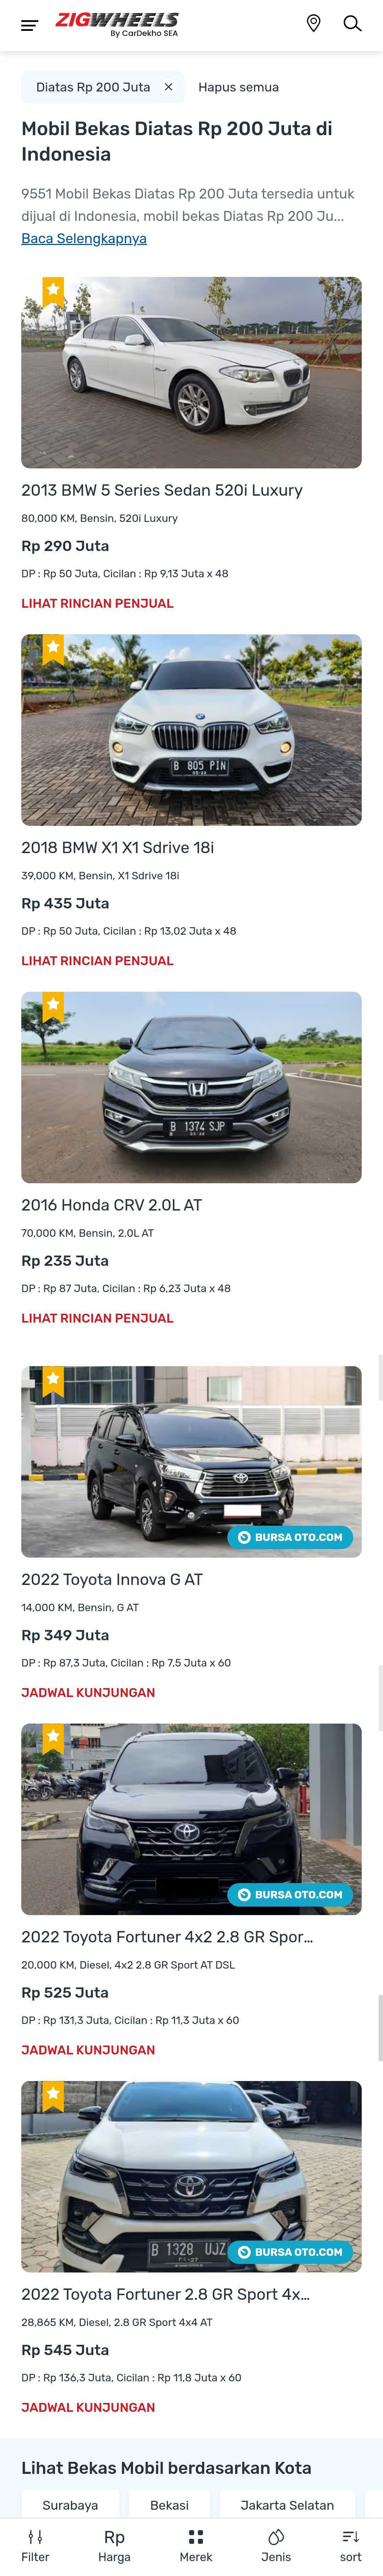 ZIGWHEELS
By CarDekho SEA
Diatas Rp 200 Juta
Hapus semua
Mobil Bekas Diatas Rp 200 Juta di
Indonesia
9551 Mobil Bekas Diatas Rp 200 Juta tersedia untuk
dijual di Indonesia, mobil bekas Diatas Rp 200 Ju...
Baca Selengkapnya
2013 BMW 5 Series Sedan 520i Luxury
80,000 KM, Bensin, 520i Luxury
Rp 290 Juta
DP : Rp 50 Juta, Cicilan : Rp 9,13 Juta x 48
LIHAT RINCIAN PENJUAL
B 805 PIN
2018 BMW X1 X1 Sdrive 18i
39,000 KM, Bensin, X1 Sdrive 18i
Rp 435 Juta
DP : Rp 50 Juta, Cicilan : Rp 13,02 Juta x 48
LIHAT RINCIAN PENJUAL
B 1374 SJP
2016 Honda CRV 2.0L AT
70,000 KM, Bensin, 2.0L AT
Rp 235 Juta
DP : Rp 87 Juta, Cicilan : Rp 6,23 Juta x 48
LIHAT RINCIAN PENJUAL
BURSA OTO.COM
2022 Toyota Innova G AT
14,000 KM, Bensin, G AT
Rp 349 Juta
DP : Rp 87,3 Juta, Cicilan : Rp 7,5 Juta x 60
JADWAL KUNJUNGAN
BURSA OTO.COM
2022 Toyota Fortuner 4x2 2.8 GR Spor...
20,000 KM, Diesel, 4x2 2.8 GR Sport AT DSL
Rp 525 Juta
DP : Rp 131,3 Juta, Cicilan : Rp 11,3 Juta x 60
JADWAL KUNJUNGAN
B 1328 UJZ
BURSA OTO.COM
2022 Toyota Fortuner 2.8 GR Sport 4x...
28,865 KM, Diesel, 2.8 GR Sport 4x4 AT
Rp 545 Juta
DP : Rp 136,3 Juta, Cicilan : Rp 11,8 Juta x 60
JADWAL KUNJUNGAN
Lihat Bekas Mobil berdasarkan Kota
Surabaya
Bekasi
Jakarta Selatan
Rp
Filter
Harga
Merek
Jenis
sort